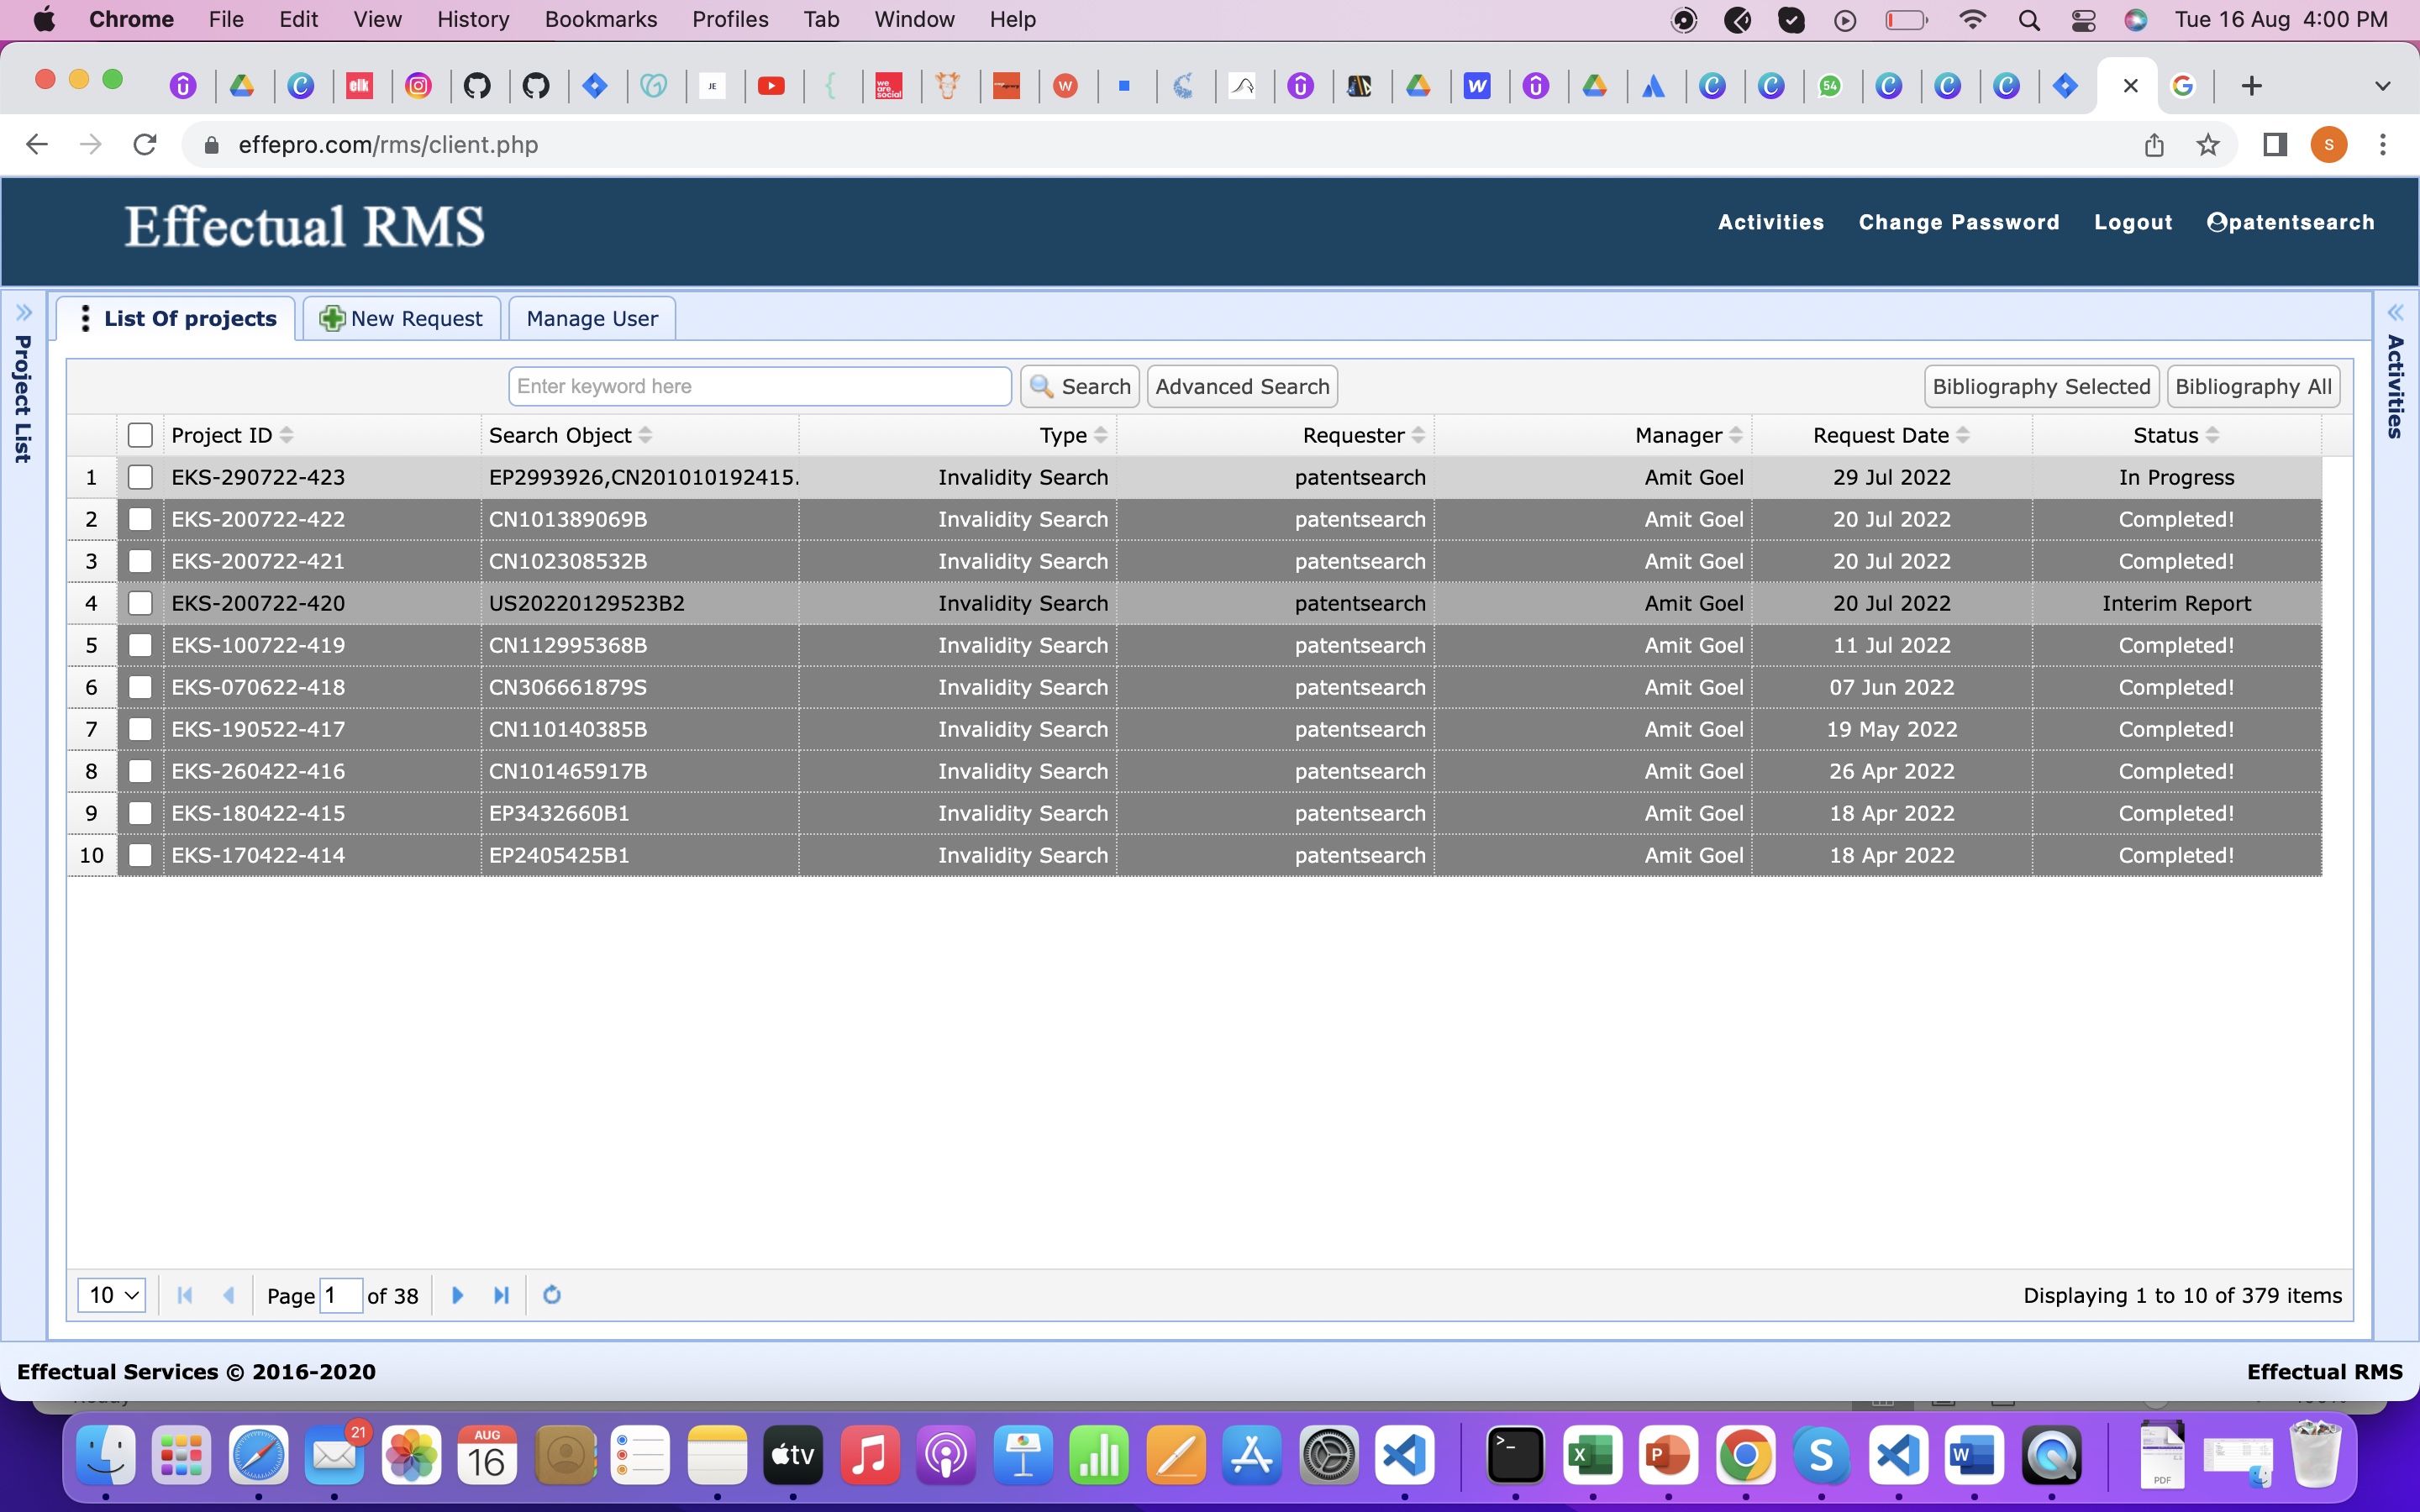 Chrome File Edit View History Bookmarks Profiles Tab Window Help Tue 16 Aug 4:00 PM
effepro.com/rms/client.php
Effectual RMS
Activities Change Password Logout patentsearch
Project List
List Of projects New Request Manage User
Activities
Enter keyword here Search Advanced Search Bibliography Selected Bibliography All
Project ID Search Object Type Requester Manager Request Date Status
1 EKS-290722-423 EP2993926,CN201010192415. Invalidity Search patentsearch Amit Goel 29 Jul 2022 In Progress
2 EKS-200722-422 CN101389069B Invalidity Search patentsearch Amit Goel 20 Jul 2022 Completed!
3 EKS-200722-421 CN102308532B Invalidity Search patentsearch Amit Goel 20 Jul 2022 Completed!
4 EKS-200722-420 US20220129523B2 Invalidity Search patentsearch Amit Goel 20 Jul 2022 Interim Report
5 EKS-100722-419 CN112995368B Invalidity Search patentsearch Amit Goel 11 Jul 2022 Completed!
6 EKS-070622-418 CN306661879S Invalidity Search patentsearch Amit Goel 07 Jun 2022 Completed!
7 EKS-190522-417 CN110140385B Invalidity Search patentsearch Amit Goel 19 May 2022 Completed!
8 EKS-260422-416 CN101465917B Invalidity Search patentsearch Amit Goel 26 Apr 2022 Completed!
9 EKS-180422-415 EP3432660B1 Invalidity Search patentsearch Amit Goel 18 Apr 2022 Completed!
10 EKS-170422-414 EP2405425B1 Invalidity Search patentsearch Amit Goel 18 Apr 2022 Completed!
10 Page 1 of 38 Displaying 1 to 10 of 379 items
Effectual Services © 2016-2020 Effectual RMS
21
AUG
16
tv
PDF